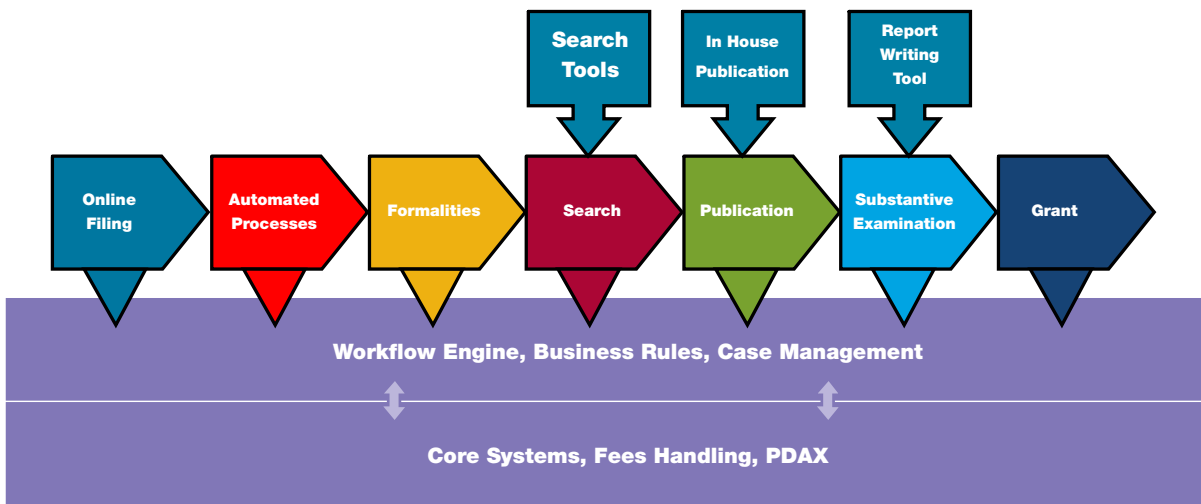 Search
Tools
In House
Publication
Report
Writing
Tool
Online
Filing
Automated
Processes
Formalities
Search
Publication
Substantive
Examination
Grant
Workflow Engine, Business Rules, Case Management
Core Systems, Fees Handling, PDAX